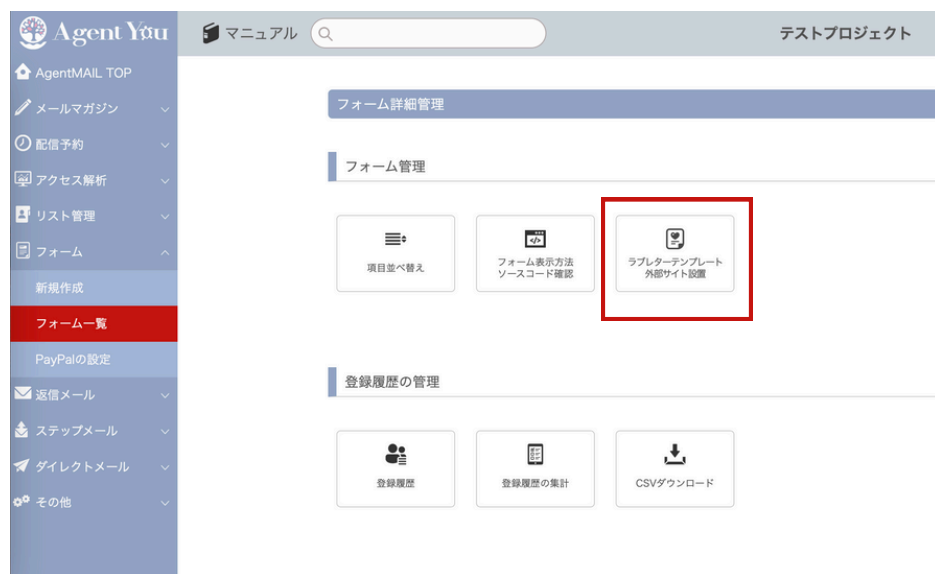 Agent You
マニュアル
テストプロジェクト
AgentMAIL TOP
メールマガジン
配信予約
アクセス解析
リスト管理
フォーム
新規作成
フォーム一覧
PayPalの設定
返信メール
ステップメール
ダイレクトメール
その他
フォーム詳細管理
フォーム管理
項目並べ替え
フォーム表示方法
ソースコード確認
ラブレターテンプレート
外部サイト設置
登録履歴の管理
登録履歴
登録履歴の集計
CSVダウンロード